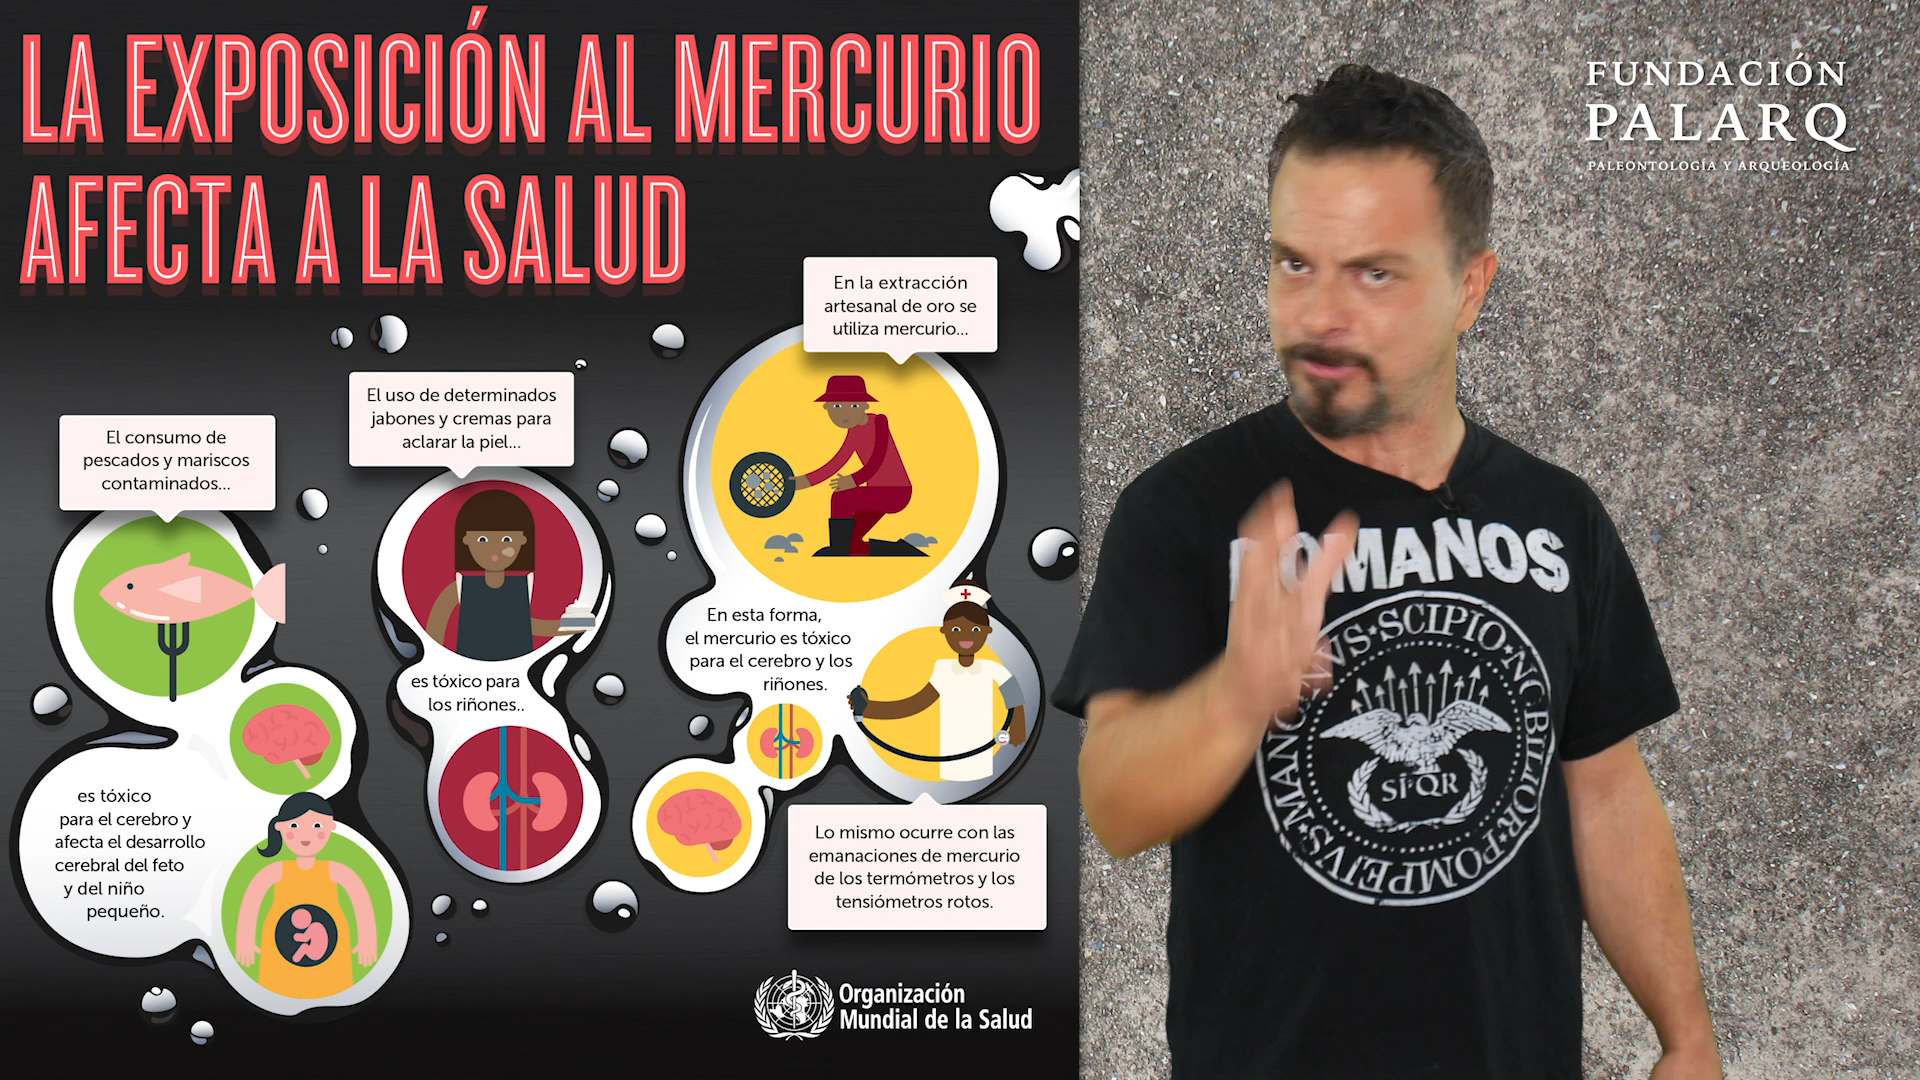 LA EXPOSICIÓN AL MERCURIO
AFECTA A LA SALUD
El consumo de
pescados y mariscos
contaminados...
es tóxico
para el cerebro y
afecta el desarrollo
cerebral del feto
y del niño
pequeño.
El uso de determinados
jabones y cremas para
aclarar la piel...
es tóxico para
los riñones..
En la extracción
artesanal de oro se
utiliza mercurio...
En esta forma,
el mercurio es tóxico
para el cerebro y los
riñones.
Lo mismo ocurre con las
emanaciones de mercurio
de los termómetros y los
tensiómetros rotos.
Organización
Mundial de la Salud
FUNDACIÓN
PALARQ
PALEONTOLOGÍA Y ARQUEOLOGÍA
ROMANOS
SCIPIO
POMPEIVS
SPQR